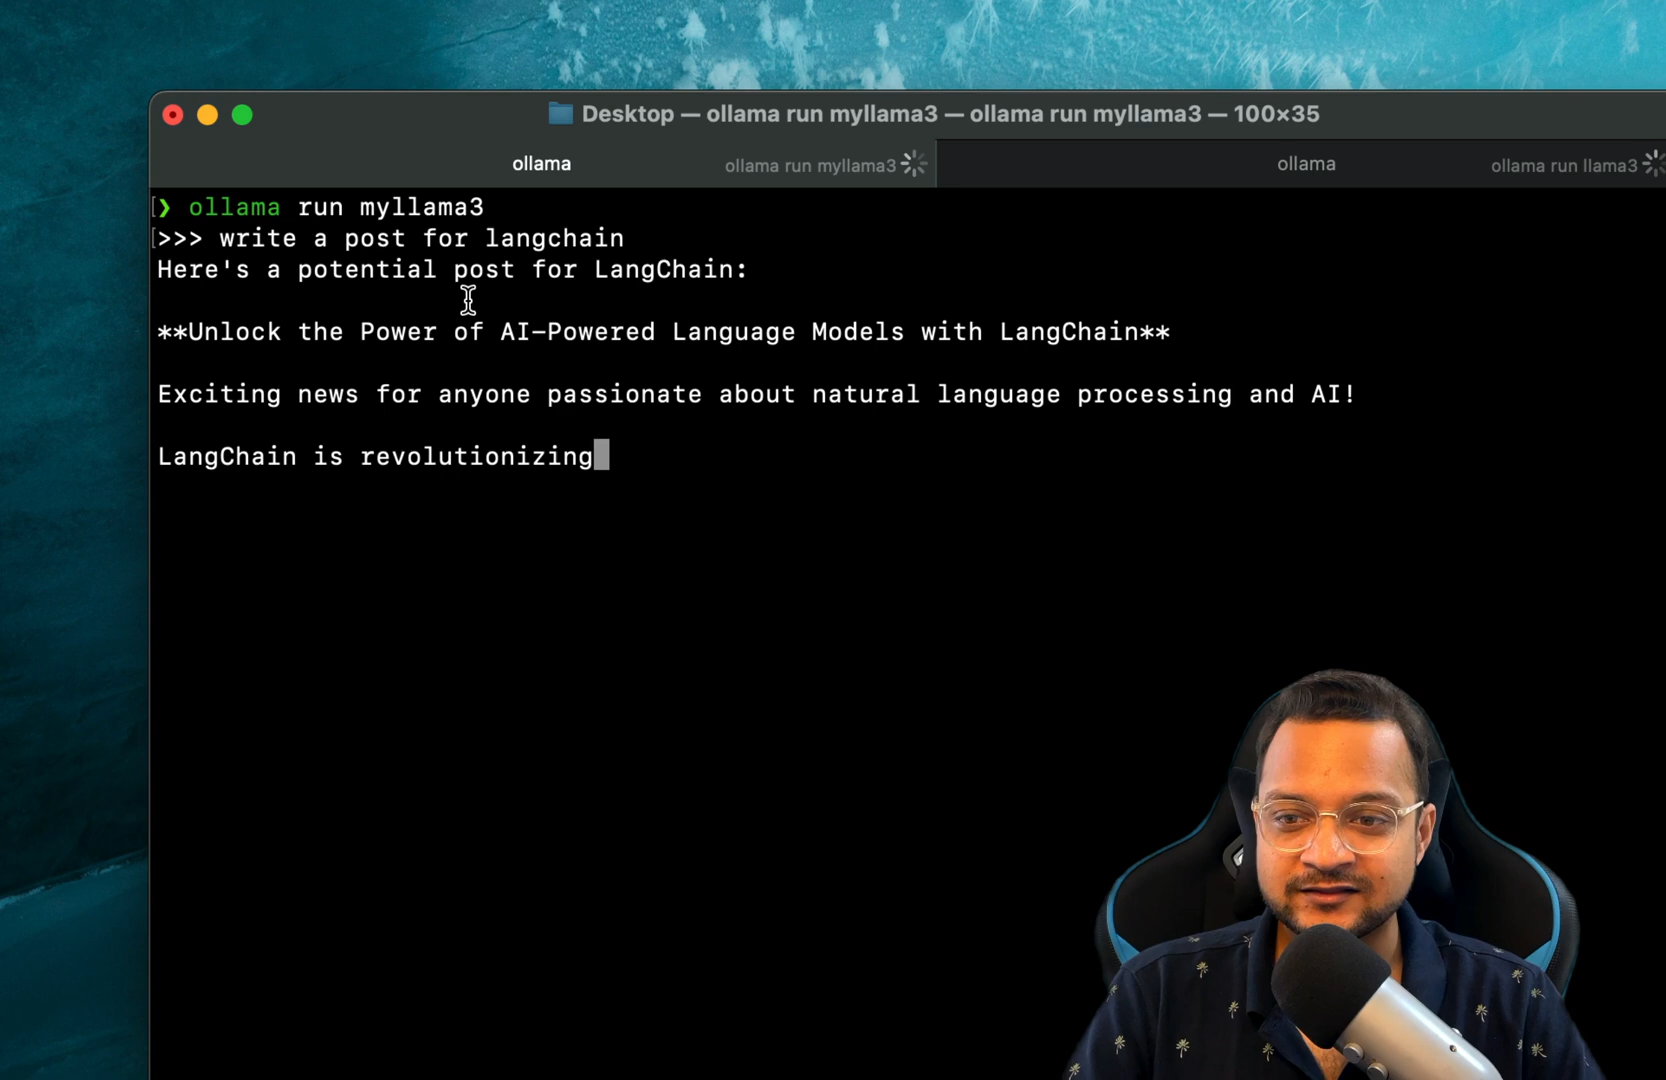 Desktop — ollama run myllama3 — ollama run myllama3 — 100×35
ollama ollama run myllama3 ollama ollama run llama3
[❯ ollama run myllama3
[>>> write a post for langchain
Here's a potential post for LangChain:
**Unlock the Power of AI-Powered Language Models with LangChain**
Exciting news for anyone passionate about natural language processing and AI!
LangChain is revolutionizing